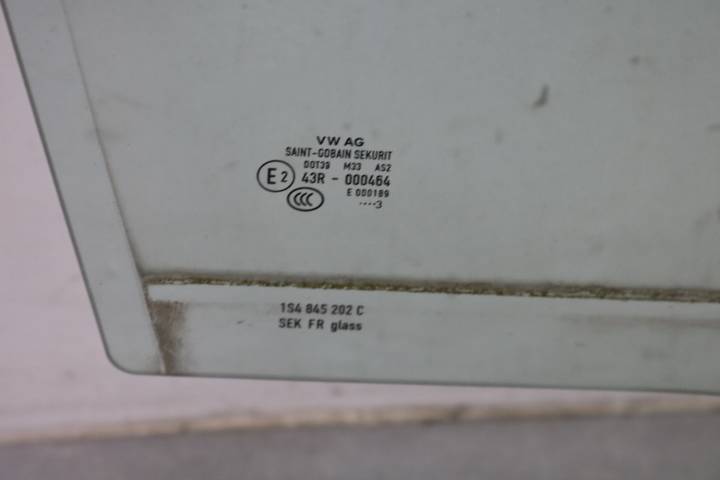 VW AG
SAINT-GOBAIN SEKURIT
DOT39 M33 AS2
E2 43R - 000464
CCC E 000189
....3
1S4 845 202 C
SEK FR glass